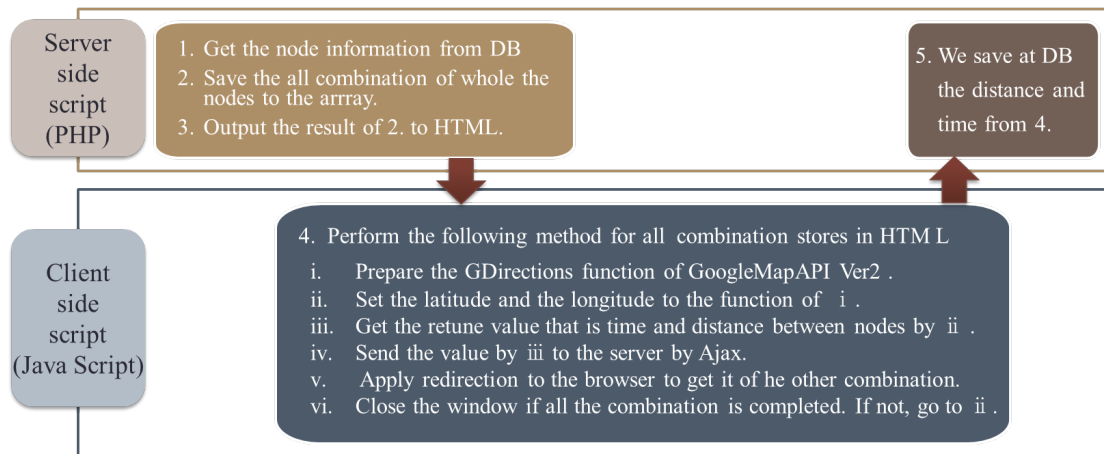 Server
side
script
(PHP)
1. Get the node information from DB
2. Save the all combination of whole the
nodes to the arrray.
3. Output the result of 2. to HTML.
5. We save at DB
the distance and
time from 4.
Client
side
script
(Java Script)
4. Perform the following method for all combination stores in HTM L
i. Prepare the GDirections function of GoogleMapAPI Ver2 .
ii. Set the latitude and the longitude to the function of ⅰ .
iii. Get the retune value that is time and distance between nodes by ⅱ .
iv. Send the value by ⅲ to the server by Ajax.
v. Apply redirection to the browser to get it of he other combination.
vi. Close the window if all the combination is completed. If not, go to ⅱ .